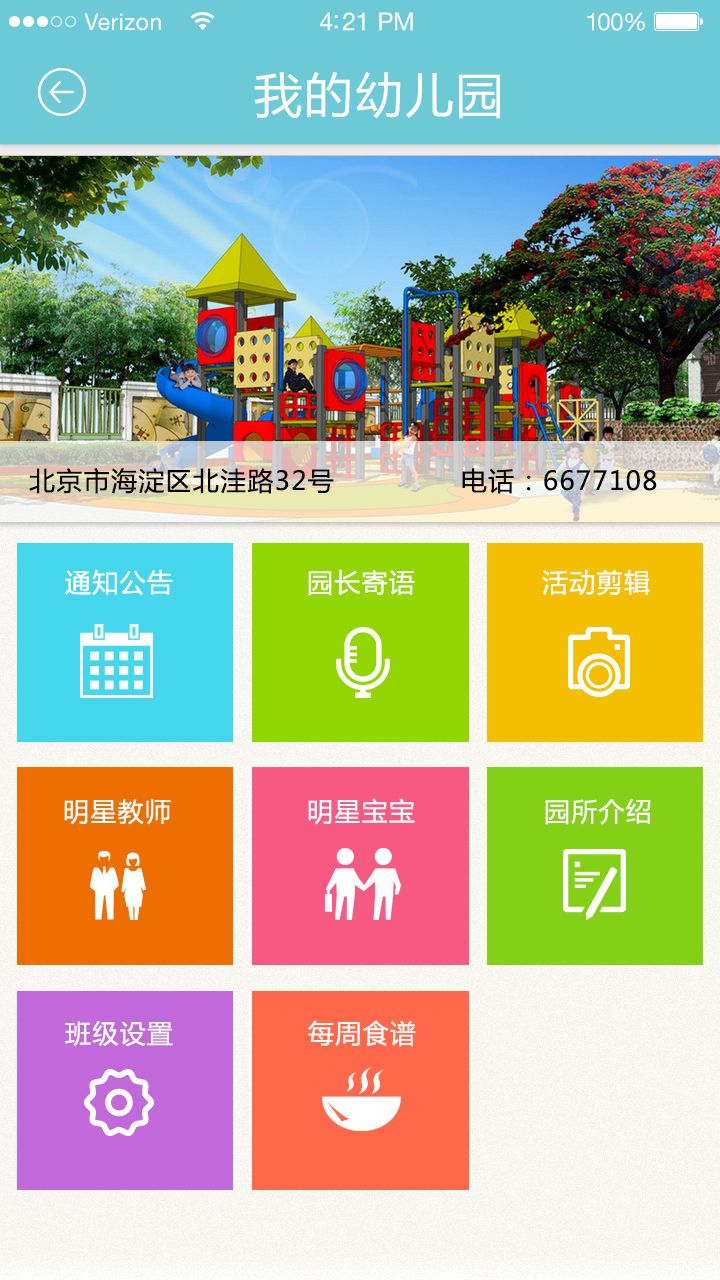 Verizon 4:21 PM 100%
我的幼儿园
北京市海淀区北洼路32号 电话：6677108
通知公告 园长寄语 活动剪辑
明星教师 明星宝宝 园所介绍
班级设置 每周食谱